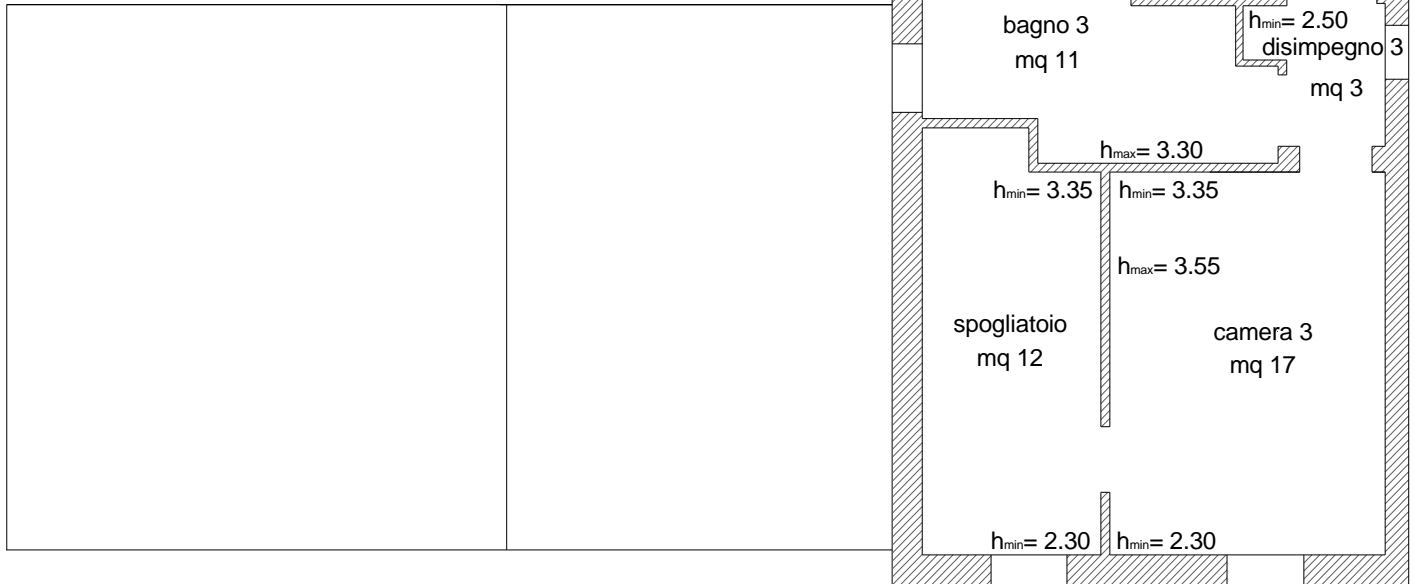 bagno 3
mq 11
hmin= 2.50
disimpegno 3
mq 3
hmax= 3.30
hmin= 3.35
hmin= 3.35
hmax= 3.55
spogliatoio
mq 12
camera 3
mq 17
hmin= 2.30
hmin= 2.30